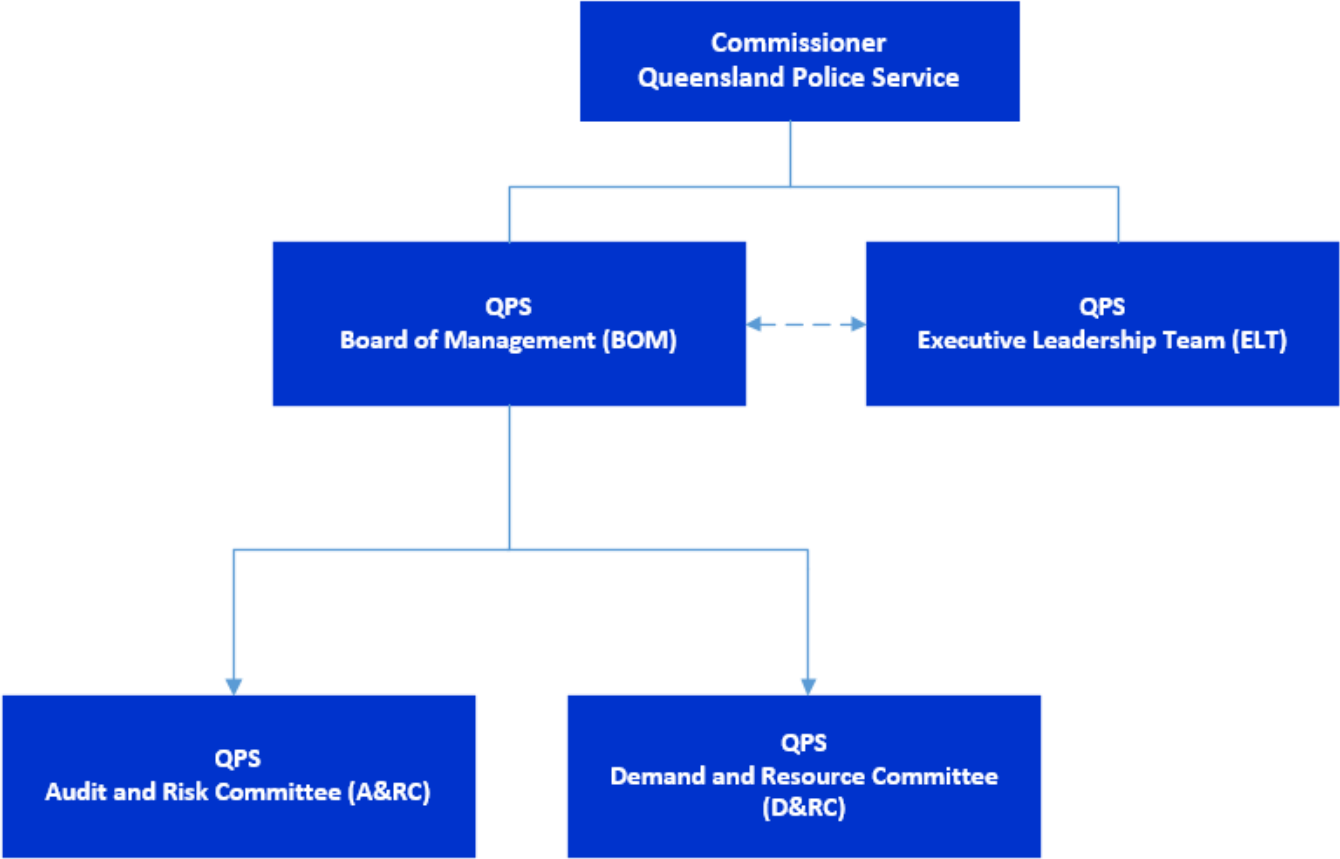 Commissioner
Queensland Police Service
QPS
Board of Management (BOM)
QPS
Executive Leadership Team (ELT)
QPS
Audit and Risk Committee (A&RC)
QPS
Demand and Resource Committee
(D&RC)